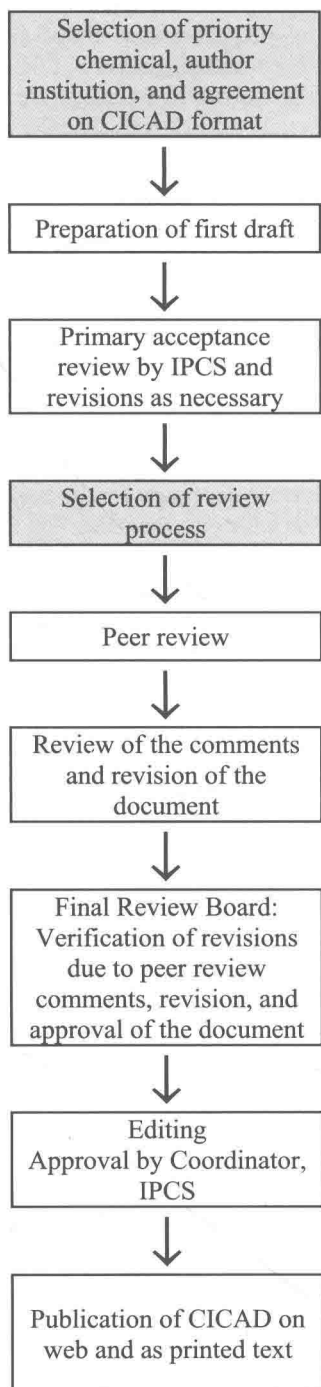 Selection of priority
chemical, author
institution, and agreement
on CICAD format
Preparation of first draft
Primary acceptance
review by IPCS and
revisions as necessary
Selection of review
process
Peer review
Review of the comments
and revision of the
document
Final Review Board:
Verification of revisions
due to peer review
comments, revision, and
approval of the document
Editing
Approval by Coordinator,
IPCS
Publication of CICAD on
web and as printed text